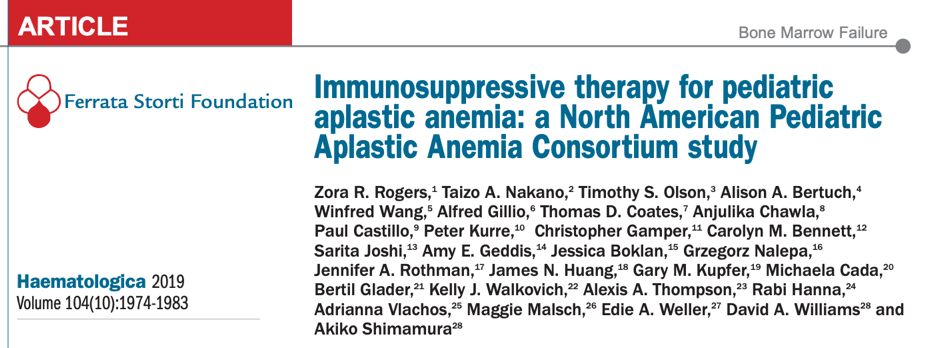 ARTICLE
Bone Marrow Failure
Ferrata Storti Foundation
Immunosuppressive therapy for pediatric
aplastic anemia: a North American Pediatric
Aplastic Anemia Consortium study
Zora R. Rogers,¹ Taizo A. Nakano,² Timothy S. Olson,³ Alison A. Bertuch,⁴
Winfred Wang,⁵ Alfred Gillio,⁶ Thomas D. Coates,⁷ Anjulika Chawla,⁸
Paul Castillo,⁹ Peter Kurre,¹⁰ Christopher Gamper,¹¹ Carolyn M. Bennett,¹²
Sarita Joshi,¹³ Amy E. Geddis,¹⁴ Jessica Boklan,¹⁵ Grzegorz Nalepa,¹⁶
Jennifer A. Rothman,¹⁷ James N. Huang,¹⁸ Gary M. Kupfer,¹⁹ Michaela Cada,²⁰
Bertil Glader,²¹ Kelly J. Walkovich,²² Alexis A. Thompson,²³ Rabi Hanna,²⁴
Adrianna Vlachos,²⁵ Maggie Malsch,²⁶ Edie A. Weller,²⁷ David A. Williams²⁸ and
Akiko Shimamura²⁸
Haematologica 2019
Volume 104(10):1974-1983